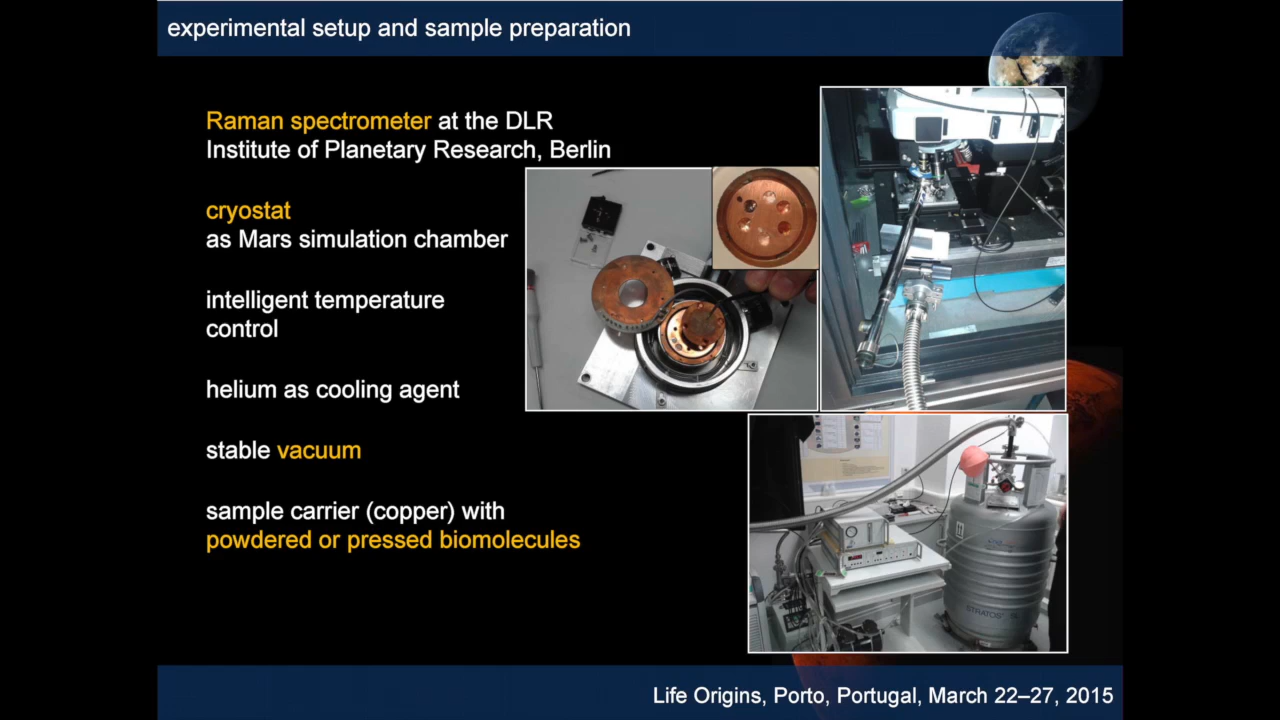 experimental setup and sample preparation
Raman spectrometer at the DLR
Institute of Planetary Research, Berlin
cryostat
as Mars simulation chamber
intelligent temperature
control
helium as cooling agent
stable vacuum
sample carrier (copper) with
powdered or pressed biomolecules
STRATOS
Life Origins, Porto, Portugal, March 22–27, 2015